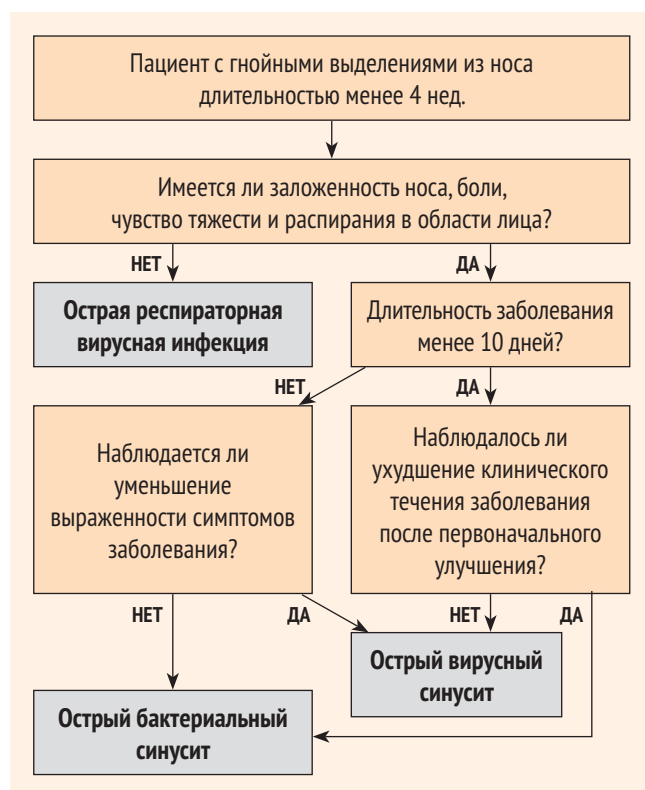 Пациент с гнойными выделениями из носа
длительностью менее 4 нед.
Имеется ли заложенность носа, боли,
чувство тяжести и распирания в области лица?
НЕТ
ДА
Острая респираторная
вирусная инфекция
Длительность заболевания
менее 10 дней?
НЕТ
ДА
Наблюдается ли
уменьшение
выраженности симптомов
заболевания?
Наблюдалось ли
ухудшение клинического
течения заболевания
после первоначального
улучшения?
НЕТ
ДА
НЕТ
ДА
Острый вирусный
синусит
Острый бактериальный
синусит